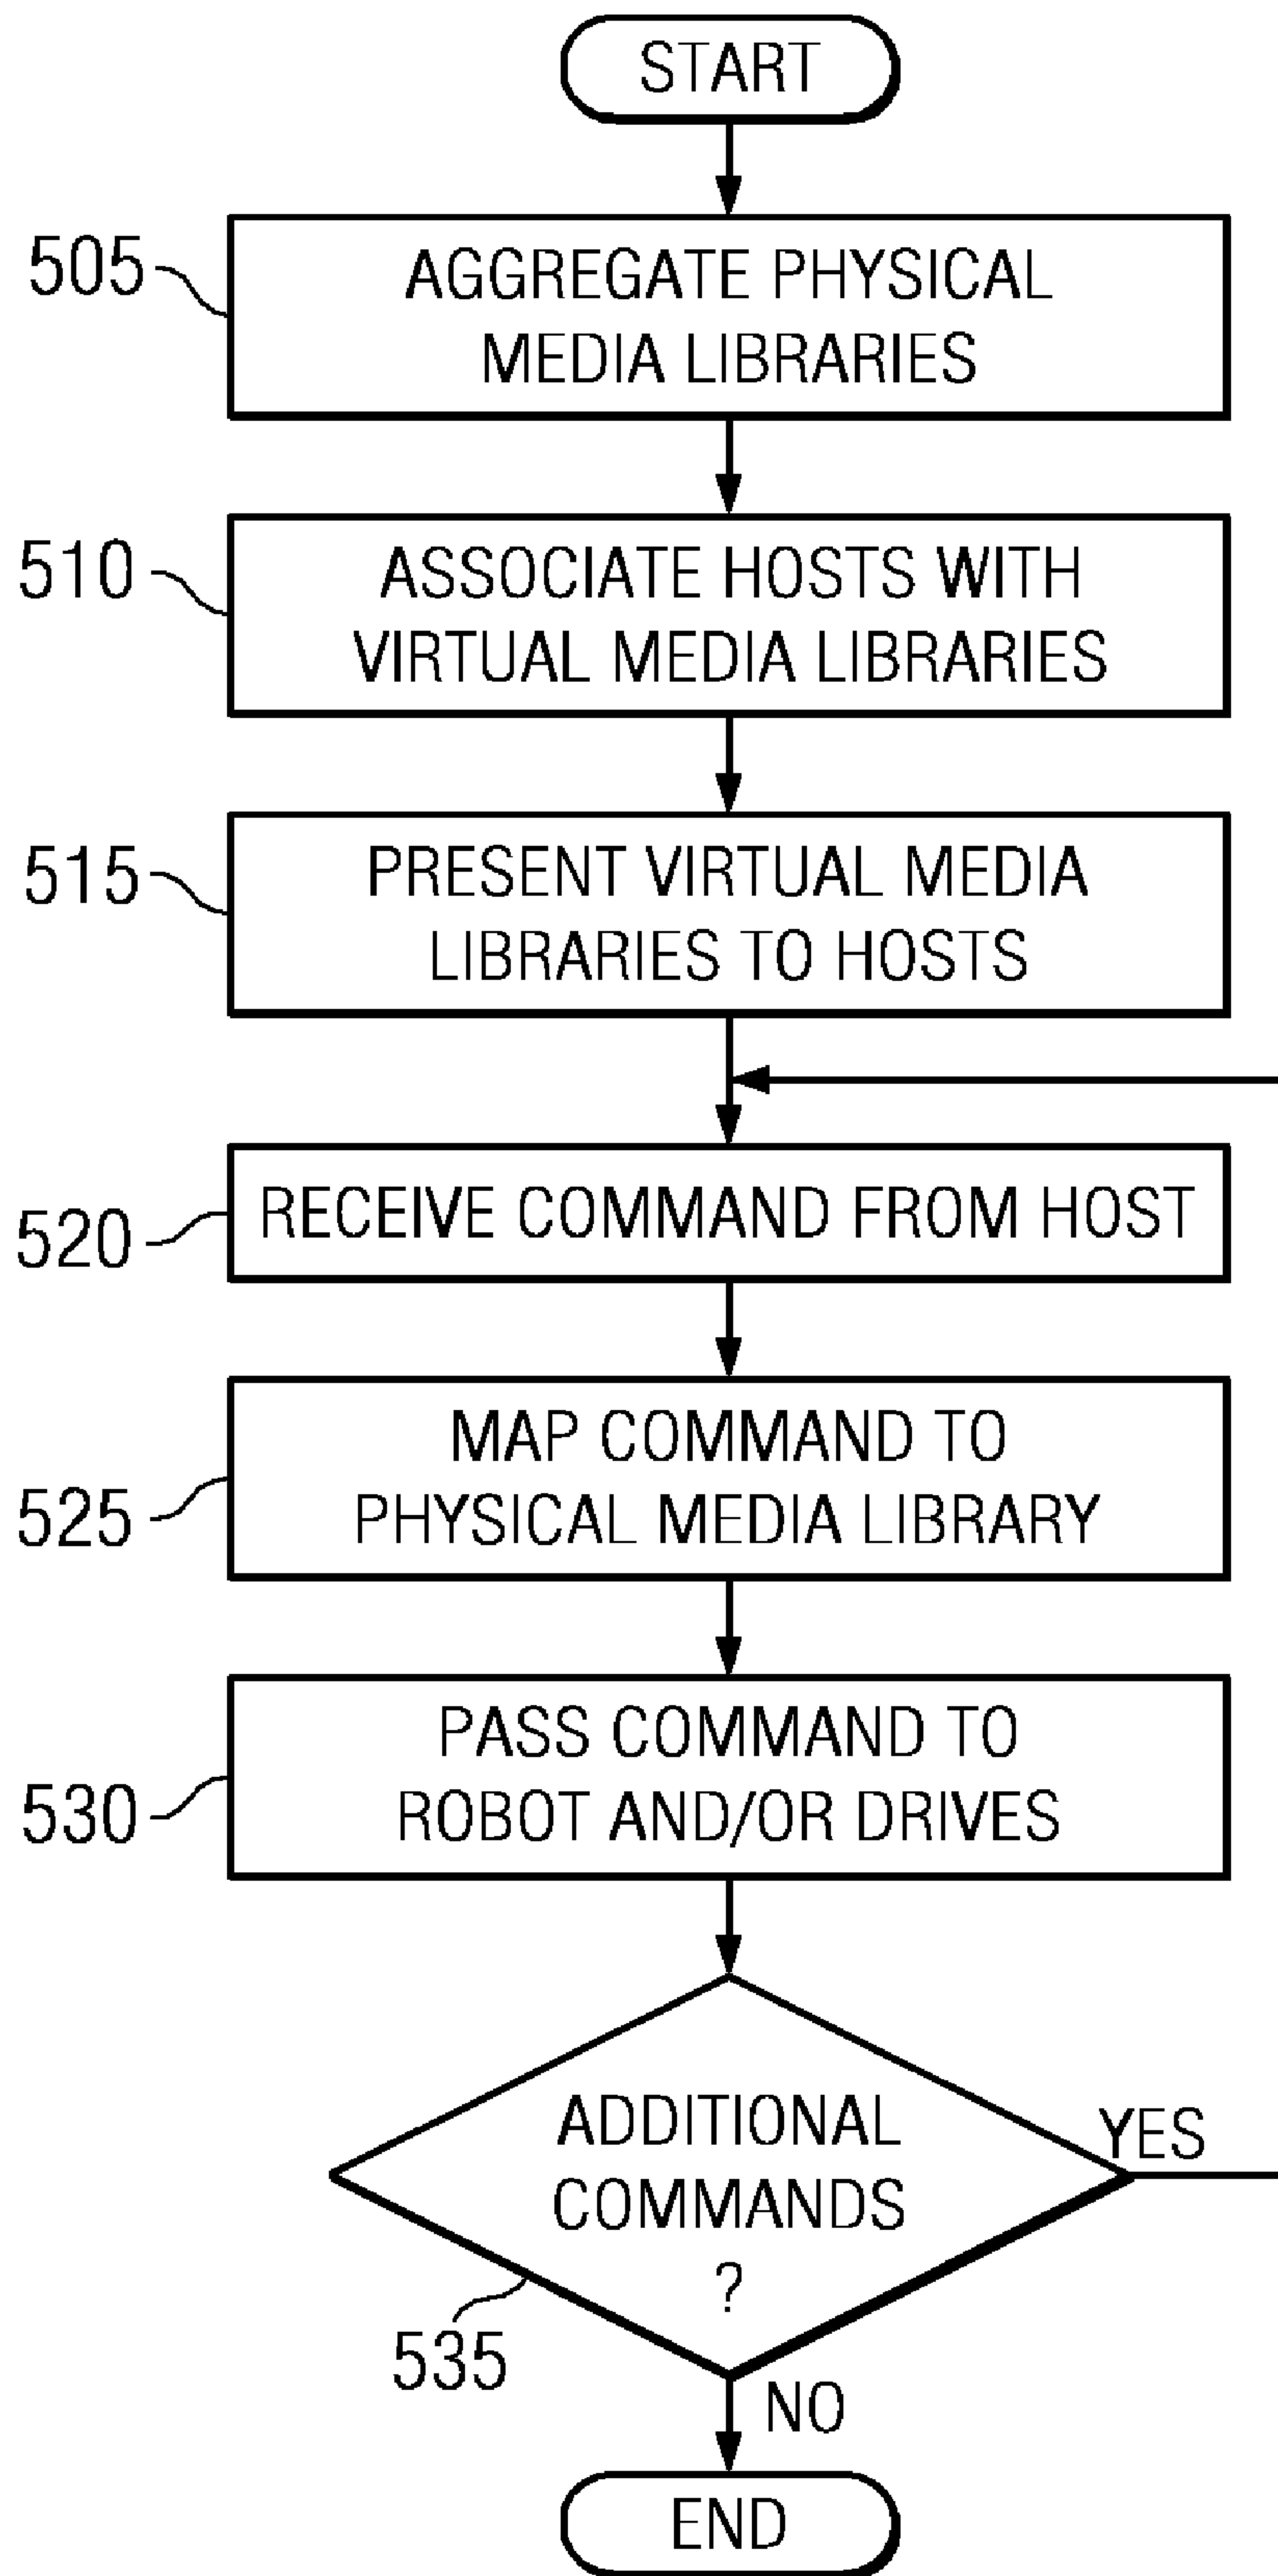 START
505
AGGREGATE PHYSICAL
MEDIA LIBRARIES
510
ASSOCIATE HOSTS WITH
VIRTUAL MEDIA LIBRARIES
515
PRESENT VIRTUAL MEDIA
LIBRARIES TO HOSTS
520
RECEIVE COMMAND FROM HOST
525
MAP COMMAND TO
PHYSICAL MEDIA LIBRARY
530
PASS COMMAND TO
ROBOT AND/OR DRIVES
ADDITIONAL
COMMANDS
?
YES
535
NO
END